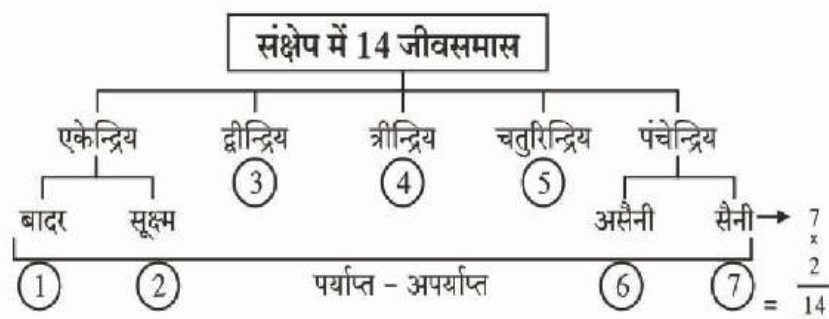 संक्षेप में 14 जीवसमास
एकेन्द्रिय द्वीन्द्रिय त्रीन्द्रिय चतुरिन्द्रिय पंचेन्द्रिय
3 4 5
बादर सूक्ष्म असैनी सैनी → 7
x
1 2 पर्याप्त - अपर्याप्त 6 7 2
= 14